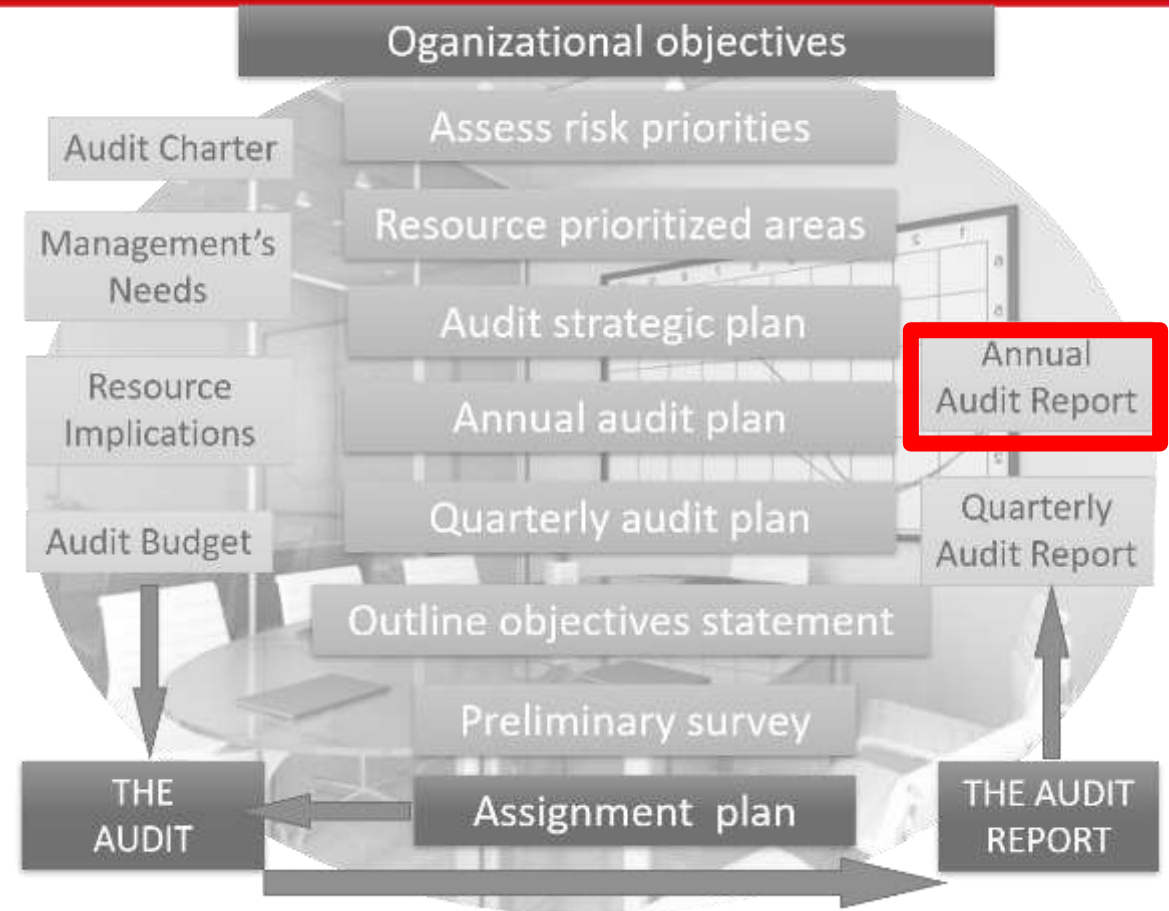 Oganizational objectives
Assess risk priorities
Audit Charter
Resource prioritized areas
Management's
Needs
Audit strategic plan
Annual
Audit Report
Resource
Implications
Annual audit plan
Quarterly audit plan
Quarterly
Audit Report
Audit Budget
Outline objectives statement
Preliminary survey
THE
AUDIT
Assignment plan
THE AUDIT
REPORT